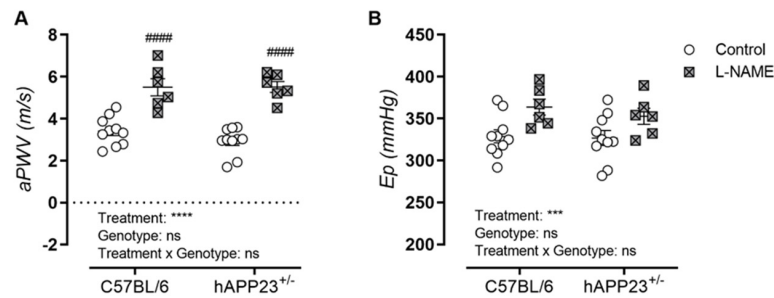 A
aPWV (m/s)
8
6
4
2
0
-2
####
####
Treatment: ****
Genotype: ns
Treatment x Genotype: ns
C57BL/6
hAPP23+/-
B
Ep (mmHg)
450
400
350
300
250
200
Treatment: ***
Genotype: ns
Treatment x Genotype: ns
C57BL/6
hAPP23+/-
Control
L-NAME